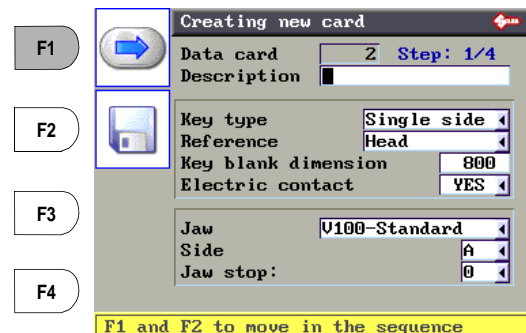 Creating new card
F1
Data card 2 Step: 1/4
Description
F2
Key type Single side
Reference Head
Key blank dimension 800
Electric contact YES
F3
Jaw V100-Standard
Side A
Jaw stop: 0
F4
F1 and F2 to move in the sequence